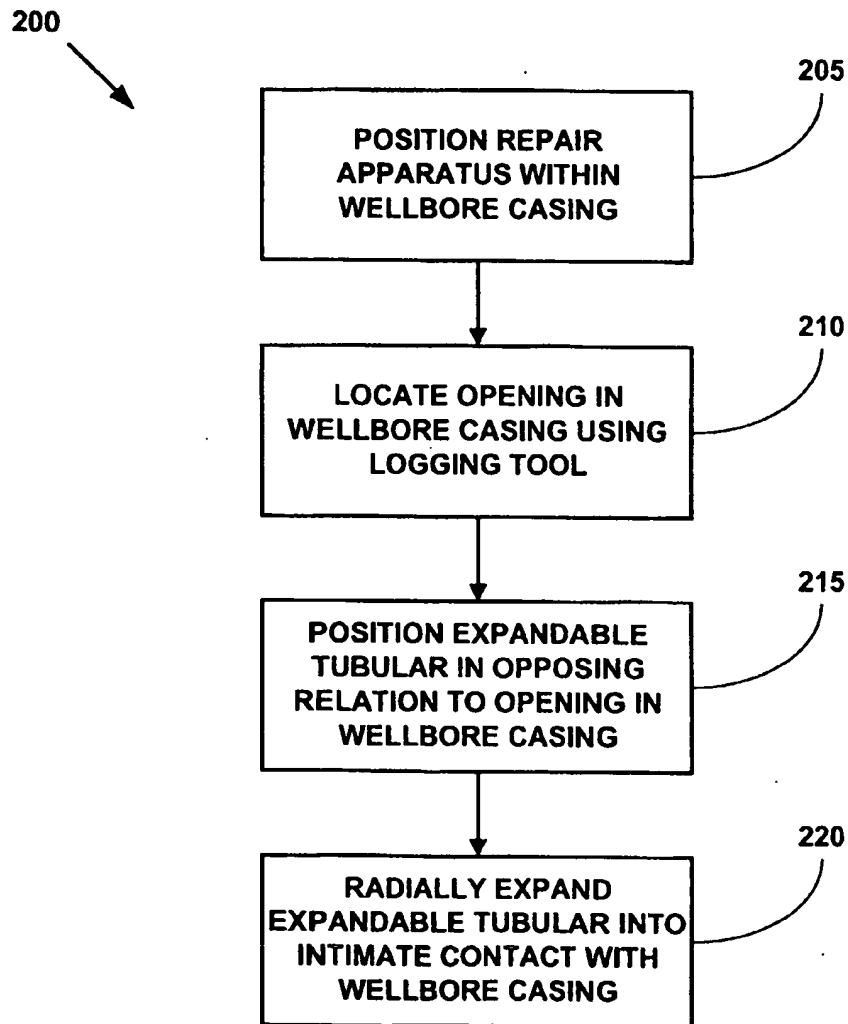 200
205
POSITION REPAIR
APPARATUS WITHIN
WELLBORE CASING
210
LOCATE OPENING IN
WELLBORE CASING USING
LOGGING TOOL
215
POSITION EXPANDABLE
TUBULAR IN OPPOSING
RELATION TO OPENING IN
WELLBORE CASING
220
RADIALLY EXPAND
EXPANDABLE TUBULAR INTO
INTIMATE CONTACT WITH
WELLBORE CASING